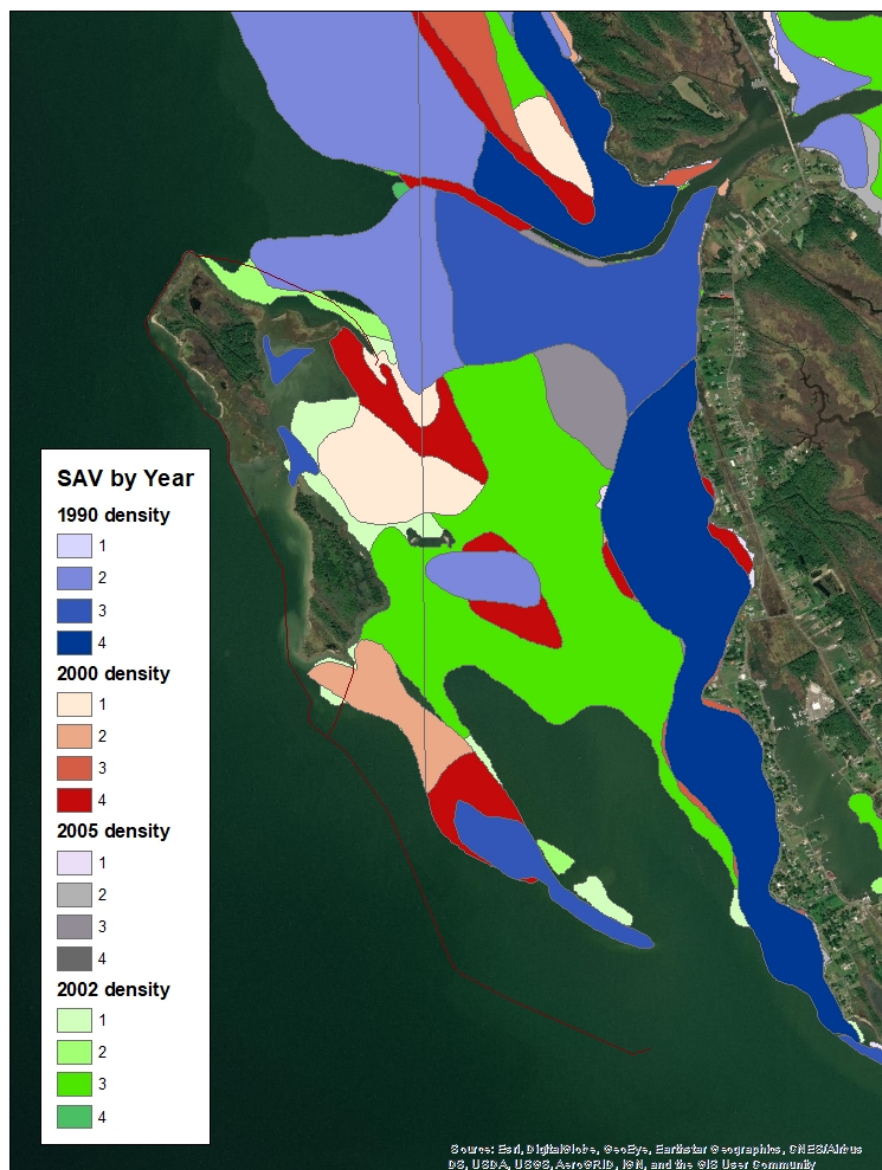 SAV by Year
1990 density
1
2
3
4
2000 density
1
2
3
4
2005 density
1
2
3
4
2002 density
1
2
3
4
Source: Esri, DigitalGlobe, GeoEye, Earthstar Geographics, CNES/Airbus
DS, USDA, USGS, AeroGRID, IGN, and the GIS User Community